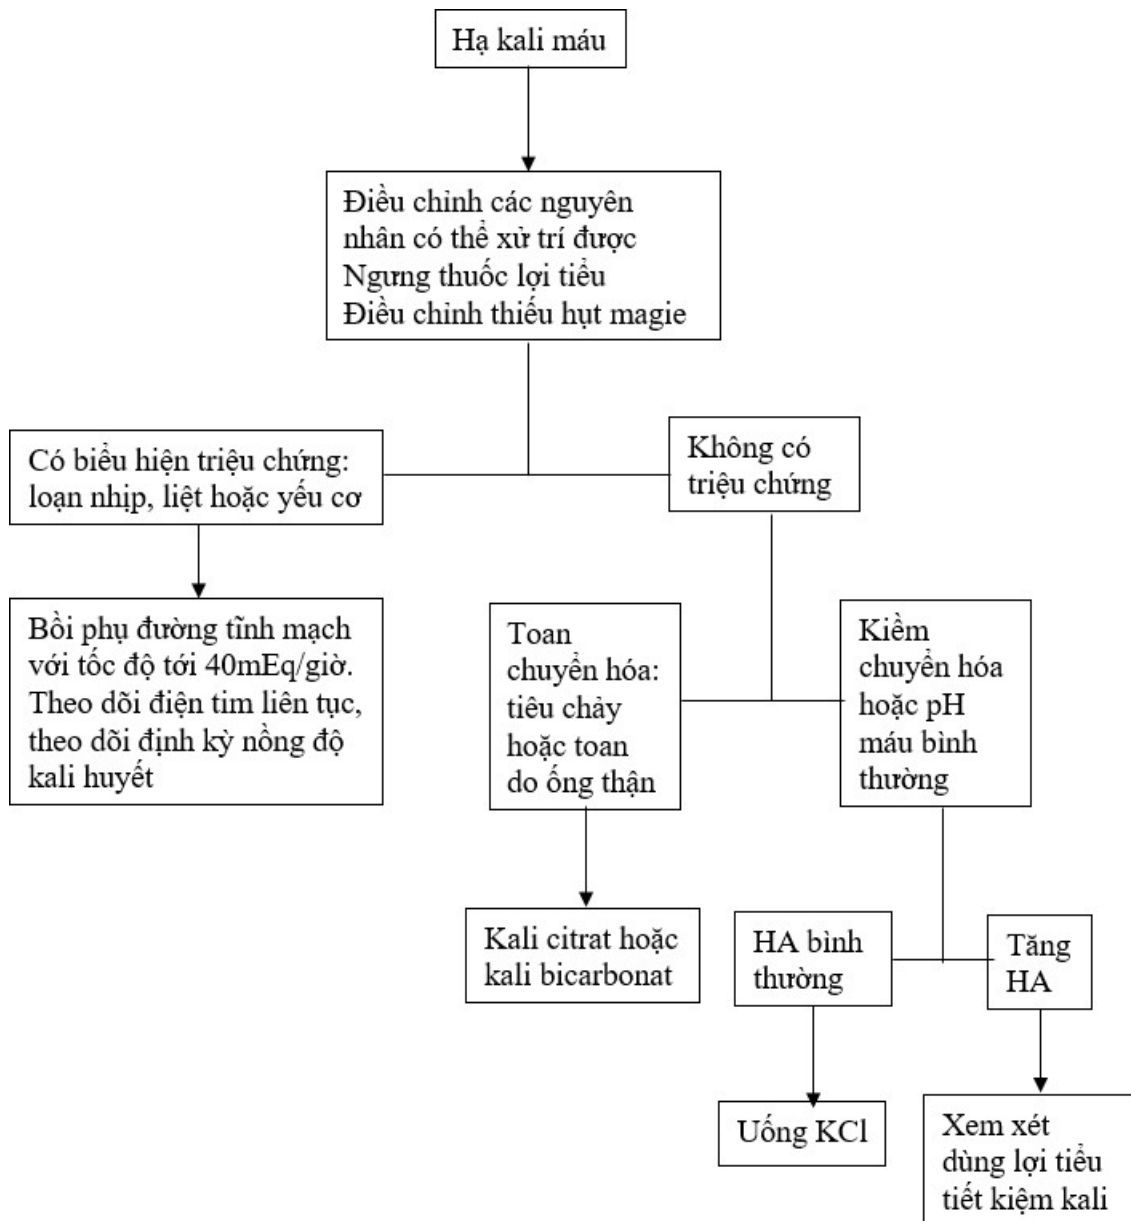 Hạ kali máu
Điều chỉnh các nguyên
nhân có thể xử trí được
Ngưng thuốc lợi tiểu
Điều chỉnh thiếu hụt magie
Có biểu hiện triệu chứng:
loạn nhịp, liệt hoặc yếu cơ
Không có
triệu chứng
Bồi phụ đường tĩnh mạch
với tốc độ tới 40mEq/giờ.
Theo dõi điện tim liên tục,
theo dõi định kỳ nồng độ
kali huyết
Toan
chuyển hóa:
tiêu chảy
hoặc toan
do ống thận
Kiềm
chuyển hóa
hoặc pH
máu bình
thường
Kali citrat hoặc
kali bicarbonat
HA bình
thường
Tăng
HA
Uống KCl
Xem xét
dùng lợi tiểu
tiết kiệm kali